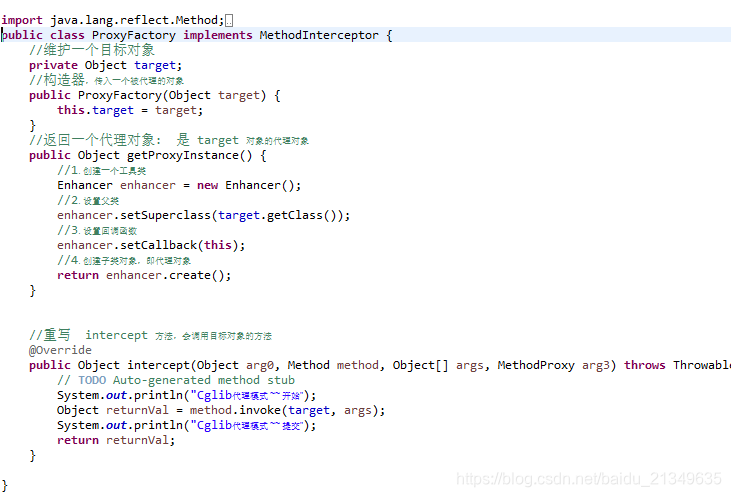 import java.lang.reflect.Method;
public class ProxyFactory implements MethodInterceptor {
//维护一个目标对象
private Object target;
//构造器，传入一个被代理的对象
public ProxyFactory(Object target) {
this.target = target;
}
//返回一个代理对象： 是 target 对象的代理对象
public Object getProxyInstance() {
//1.创建一个工具类
Enhancer enhancer = new Enhancer();
//2.设置父类
enhancer.setSuperclass(target.getClass());
//3.设置回调函数
enhancer.setCallback(this);
//4.创建子类对象，即代理对象
return enhancer.create();
}
//重写 intercept 方法，会调用目标对象的方法
@Override
public Object intercept(Object arg0, Method method, Object[] args, MethodProxy arg3) throws Throwable
// TODO Auto-generated method stub
System.out.println("Cglib代理模式~~开始");
Object returnVal = method.invoke(target, args);
System.out.println("Cglib代理模式~~提交");
return returnVal;
}
}
https://blog.csdn.net/baidu_21349635